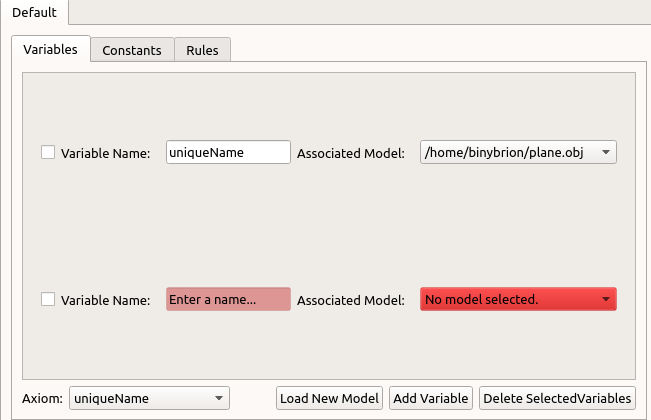 Default
Variables Constants Rules
Variable Name: uniqueName Associated Model: /home/binybrion/plane.obj
Variable Name: Enter a name... Associated Model: No model selected.
Axiom: uniqueName Load New Model Add Variable Delete SelectedVariables